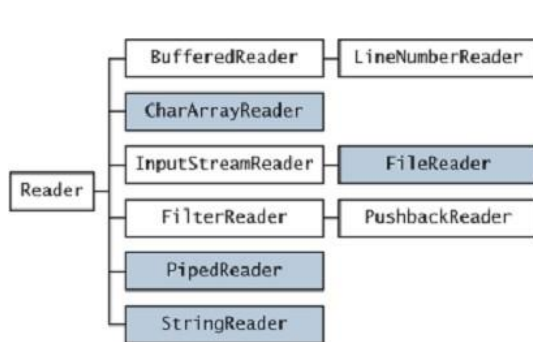 BufferedReader LineNumberReader
CharArrayReader
InputStreamReader FileReader
Reader
FilterReader PushbackReader
PipedReader
StringReader